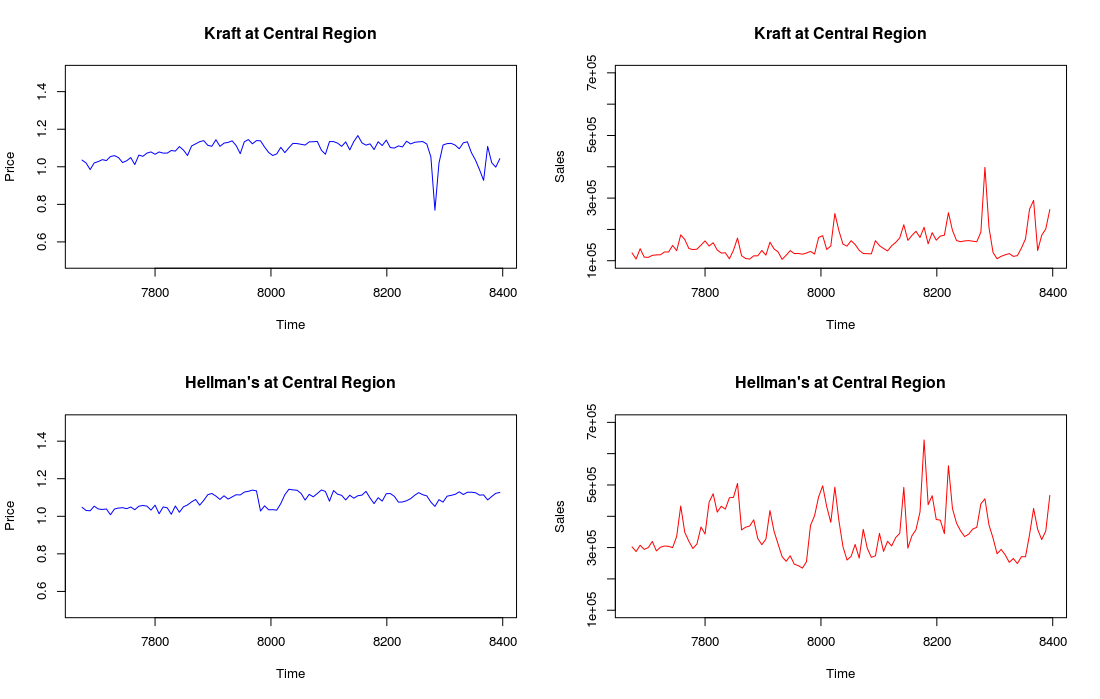 Kraft at Central Region
Price
0.6 0.8 1.0 1.2 1.4
7800 8000 8200 8400
Time
Kraft at Central Region
Sales
1e+05 3e+05 5e+05 7e+05
7800 8000 8200 8400
Time
Hellman's at Central Region
Price
0.6 0.8 1.0 1.2 1.4
7800 8000 8200 8400
Time
Hellman's at Central Region
Sales
1e+05 3e+05 5e+05 7e+05
7800 8000 8200 8400
Time